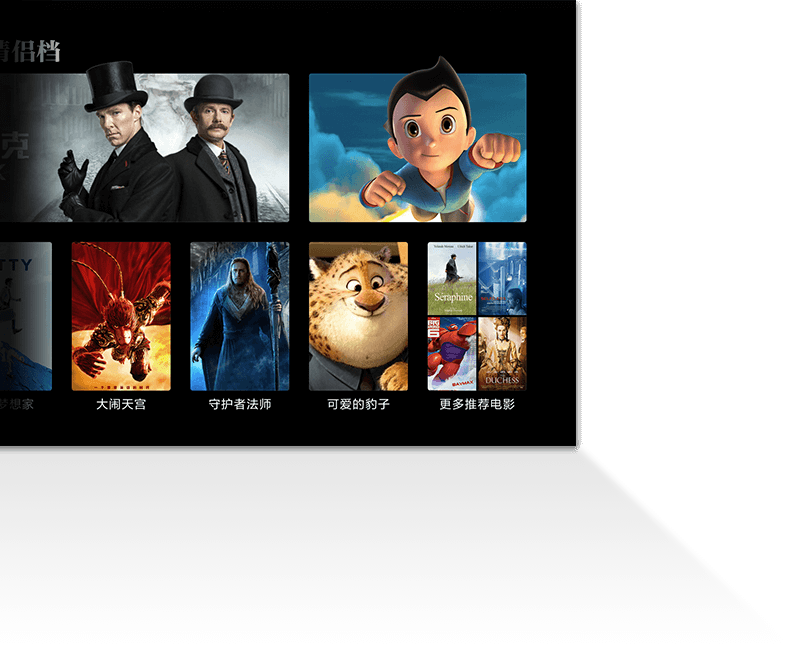 情侣档
克
TTY
Séraphine
BAYMAX
DUCHESS
梦想家
大闹天宫
守护者法师
可爱的豹子
更多推荐电影